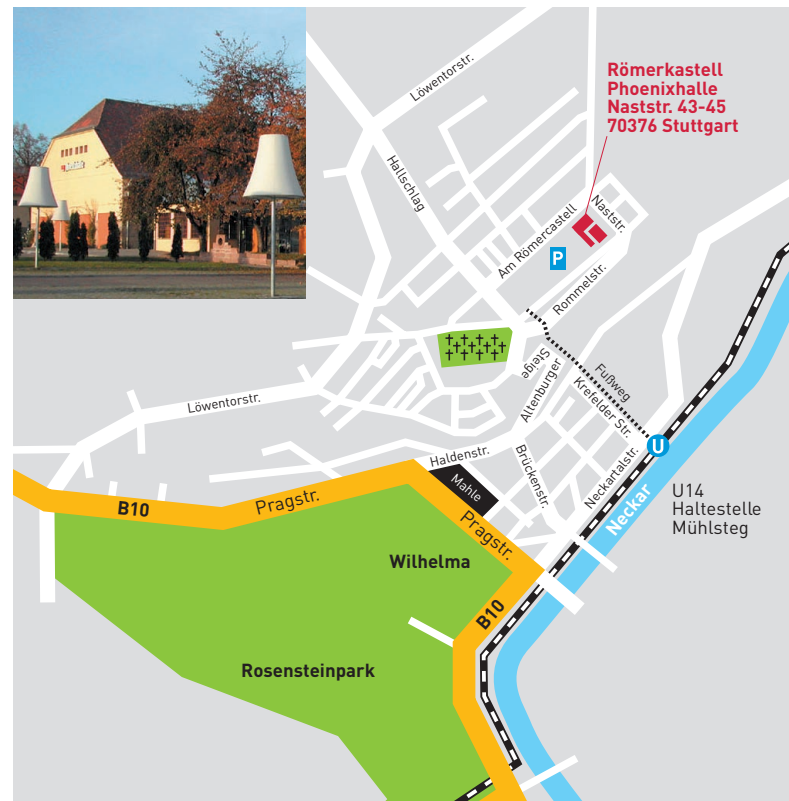 Römerkastell
Phoenixhalle
Naststr. 43-45
70376 Stuttgart
Löwentorstr.
Hallschlag
Naststr.
Am Römercastell
P
Rommelstr.
Steige
Altenburger
Fußweg
Krefelder Str.
Löwentorstr.
Haldenstr.
Brückenstr.
Neckartalstr.
U
U14
Haltestelle
Mühlsteg
Mahle
Neckar
B10
Pragstr.
Pragstr.
Wilhelma
B10
Rosensteinpark